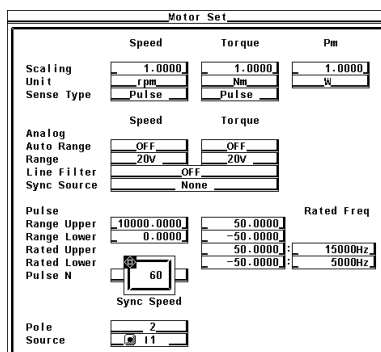 Motor Set
Speed Torque Pm
Scaling 1.0000 1.0000 1.0000
Unit rpm Nm W
Sense Type Pulse Pulse
Speed Torque
Analog
Auto Range OFF OFF
Range 20V 20V
Line Filter OFF
Sync Source None
Pulse Rated Freq
Range Upper 10000.0000 50.0000
Range Lower 0.0000 -50.0000
Rated Upper 50.0000 : 15000Hz
Rated Lower -50.0000 : 5000Hz
Pulse N 60
Sync Speed
Pole 2
Source I1